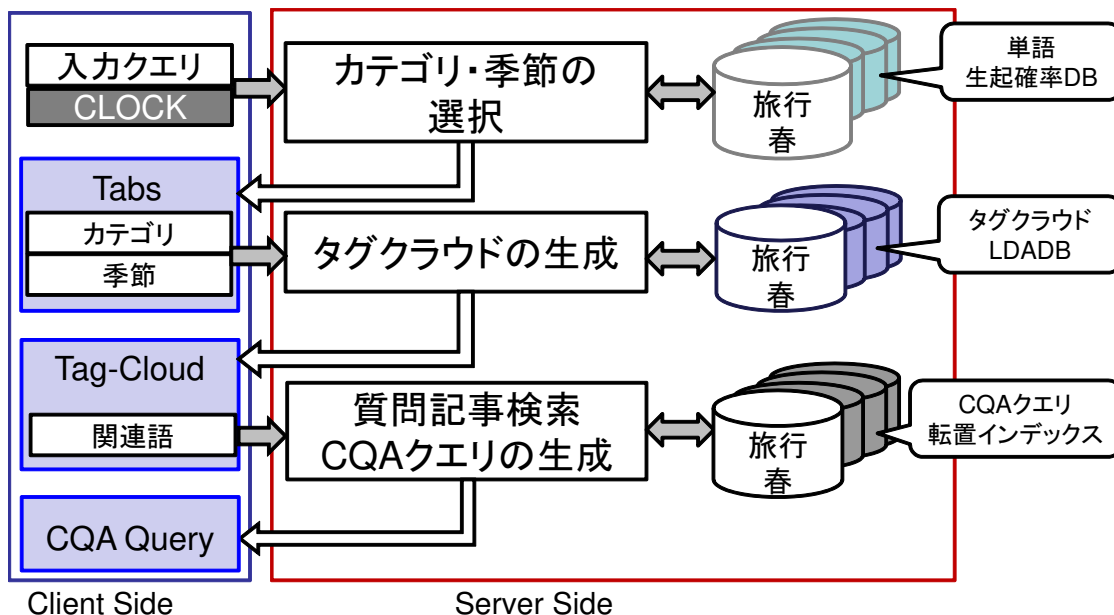 入力クエリ
CLOCK
カテゴリ・季節の
選択
旅行
春
単語
生起確率DB
Tabs
カテゴリ
季節
タグクラウドの生成
旅行
春
タグクラウド
LDADB
Tag-Cloud
関連語
質問記事検索
CQAクエリの生成
旅行
春
CQAクエリ
転置インデックス
CQA Query
Client Side
Server Side